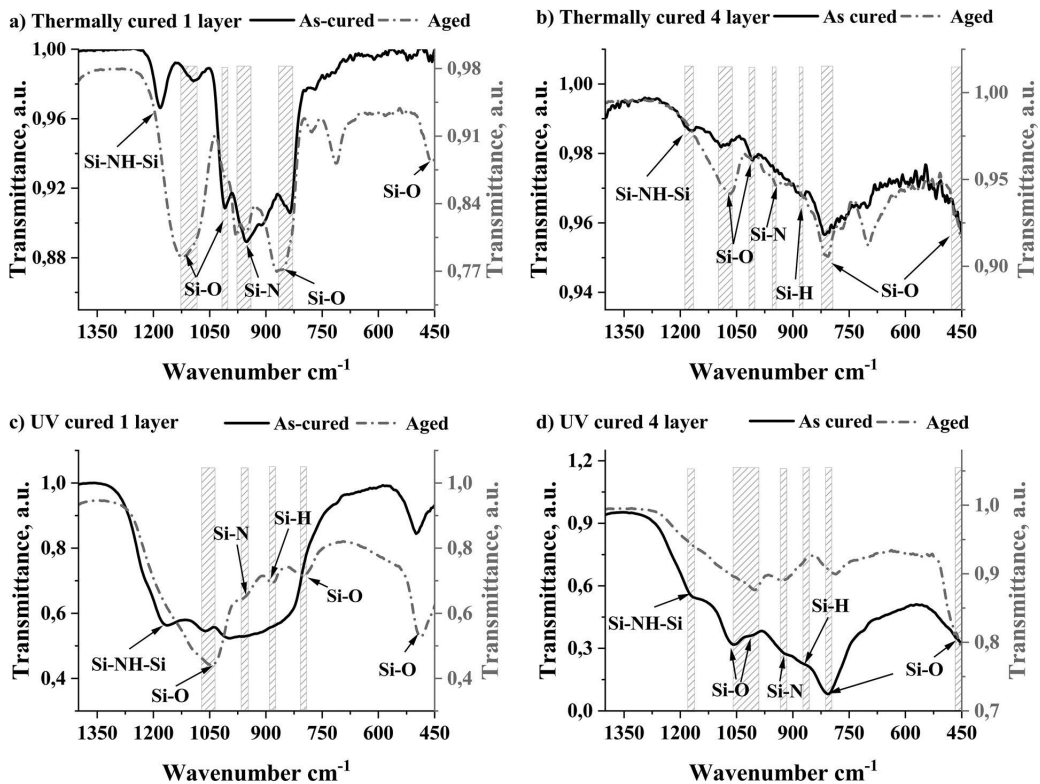 a) Thermally cured 1 layer As-cured Aged
1,00
0,96
0,92
0,88
Transmittance, a.u.
0,98
0,91
0,84
0,77
Transmittance, a.u.
Si-NH-Si
Si-O
Si-N
Si-O
Si-O
1350 1200 1050 900 750 600 450
Wavenumber cm-1
b) Thermally cured 4 layer As cured Aged
1,00
0,98
0,96
0,94
Transmittance, a.u.
1,00
0,95
0,90
Transmittance, a.u.
Si-NH-Si
Si-O
Si-N
Si-H
Si-O
1350 1200 1050 900 750 600 450
Wavenumber cm-1
c) UV cured 1 layer As-cured Aged
1,0
0,8
0,6
0,4
Transmittance, a.u.
1,0
0,9
0,8
0,7
0,6
0,5
0,4
Transmittance, a.u.
Si-N
Si-H
Si-O
Si-NH-Si
Si-O
Si-O
1350 1200 1050 900 750 600 450
Wavenumber cm-1
d) UV cured 4 layer As cured Aged
1,2
0,9
0,6
0,3
0,0
Transmittance, a.u.
1,0
0,9
0,8
0,7
Transmittance, a.u.
Si-NH-Si
Si-H
Si-O
Si-N
Si-O
1350 1200 1050 900 750 600 450
Wavenumber cm-1